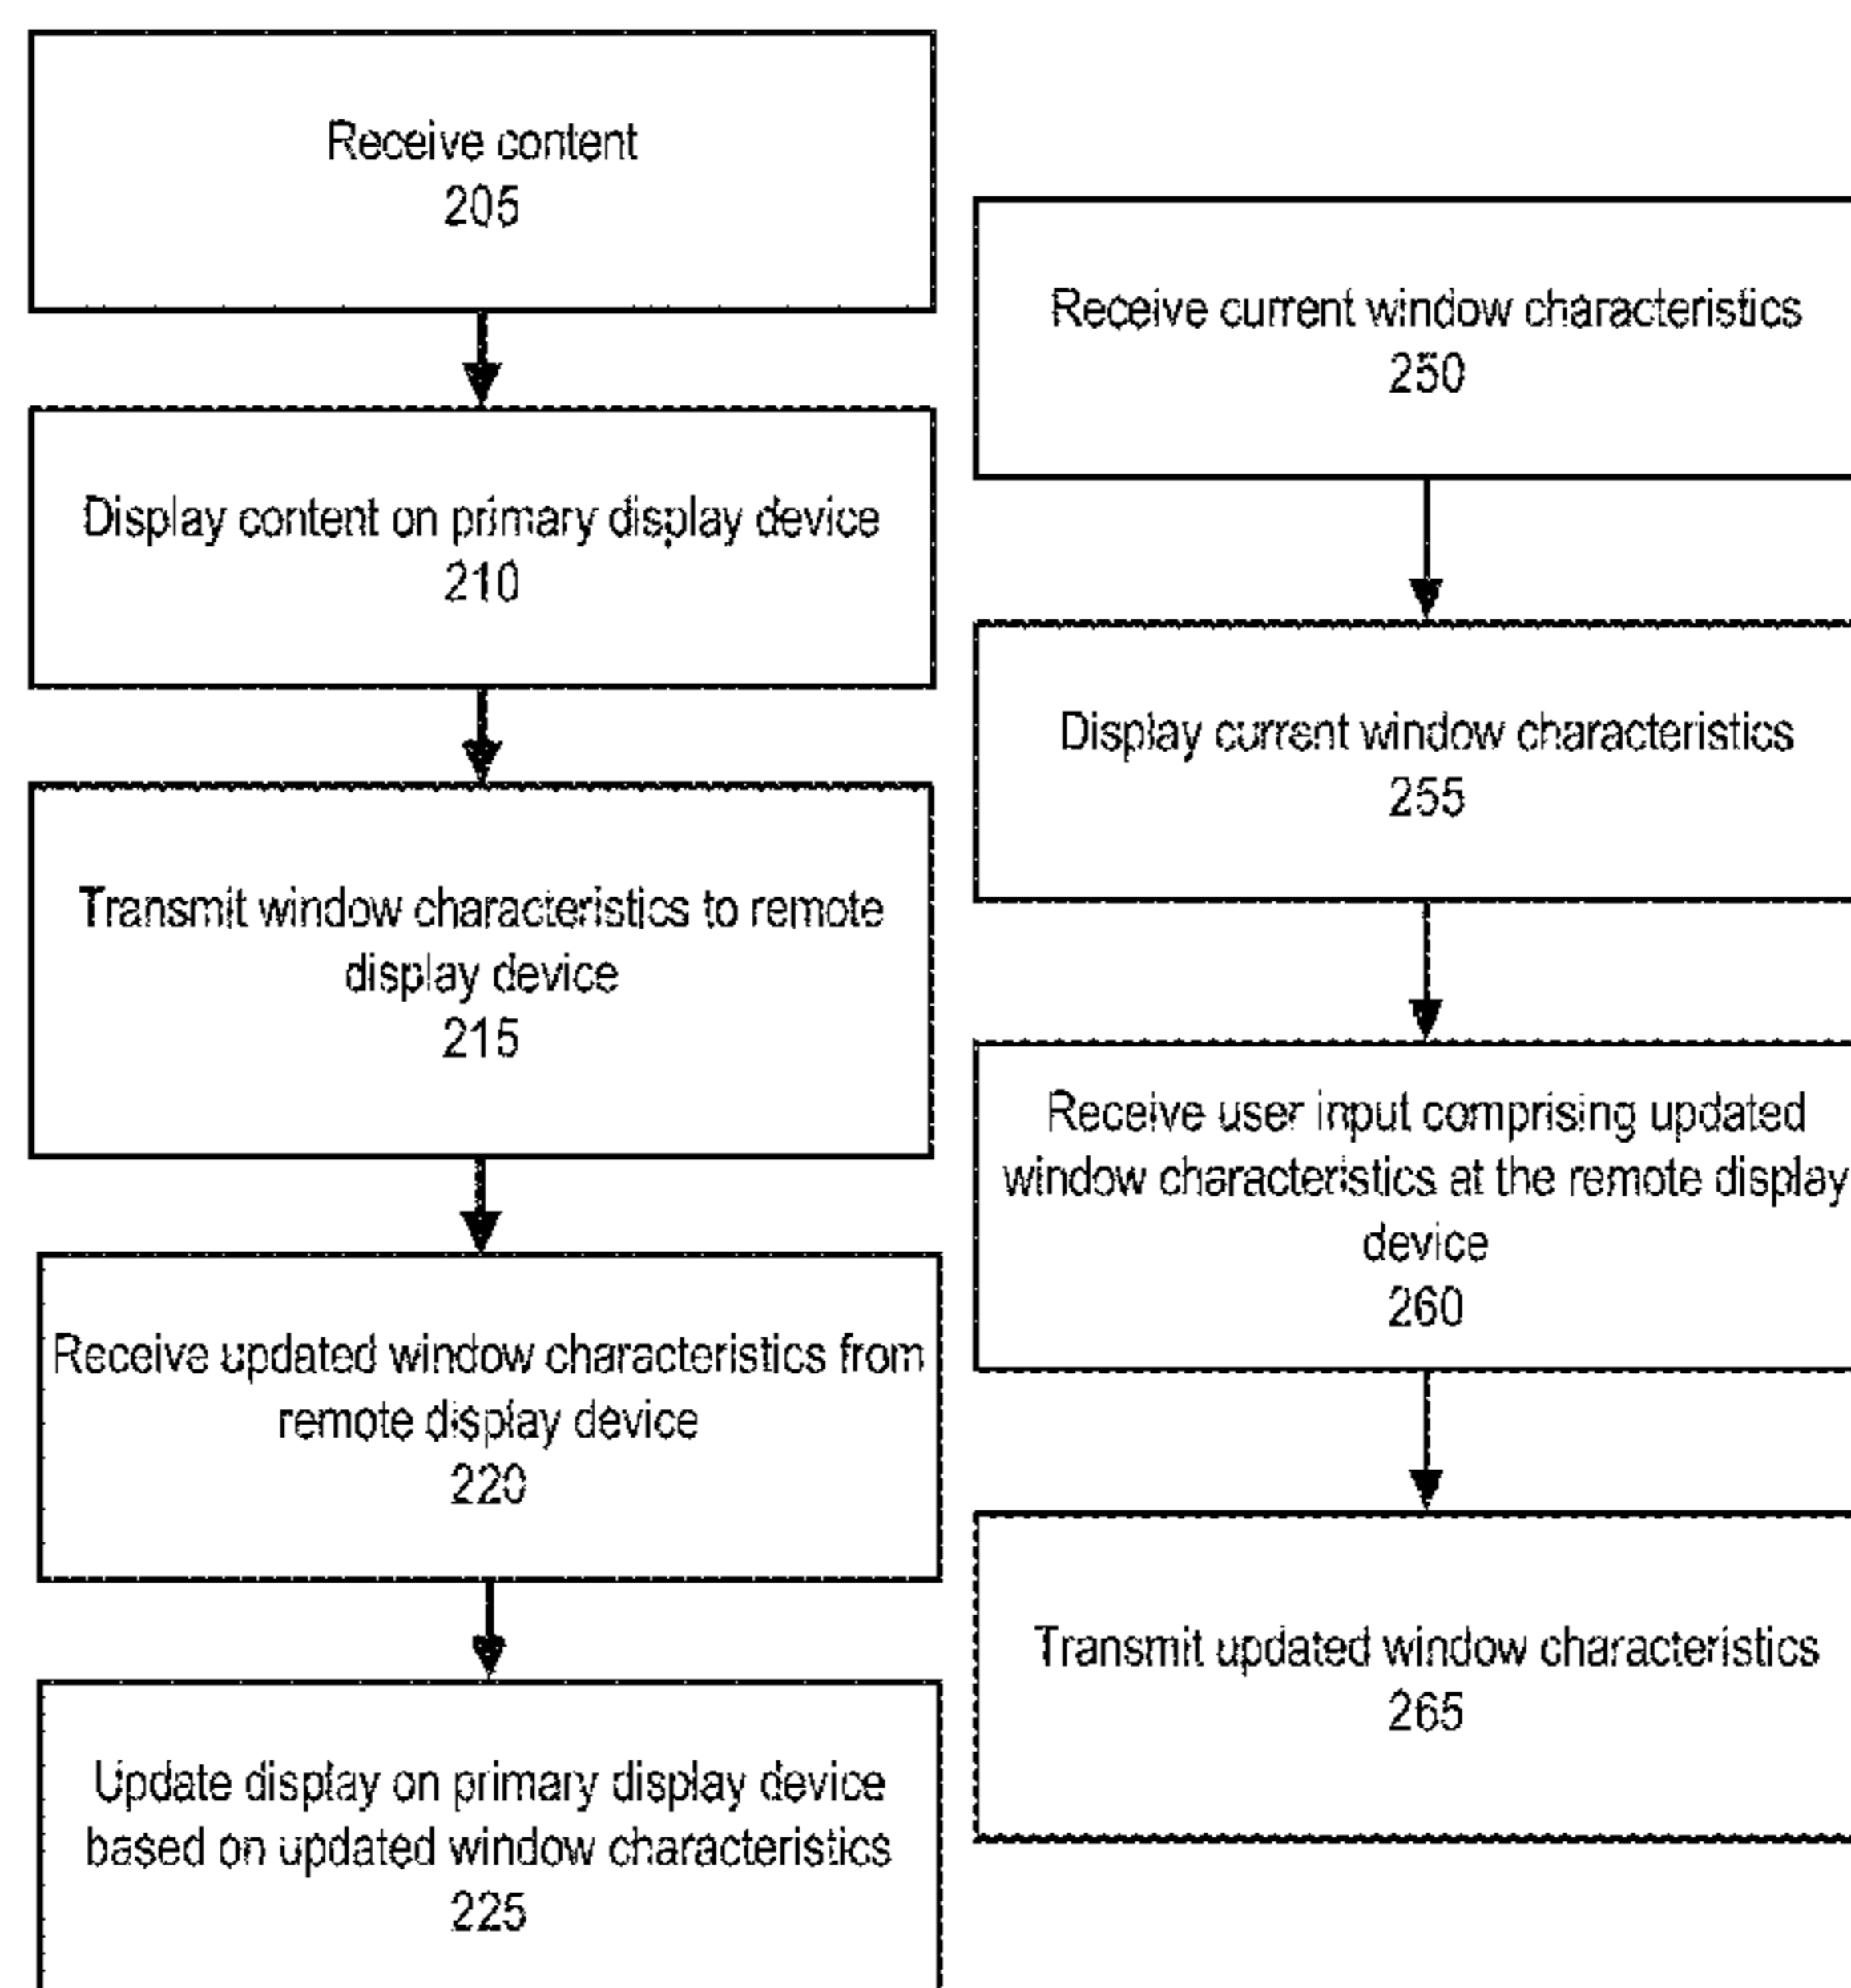 Receive content
205
Display content on primary display device
210
Transmit window characteristics to remote
display device
215
Receive updated window characteristics from
remote display device
220
Update display on primary display device
based on updated window characteristics
225
Receive current window characteristics
250
Display current window characteristics
255
Receive user input comprising updated
window characteristics at the remote display
device
260
Transmit updated window characteristics
265